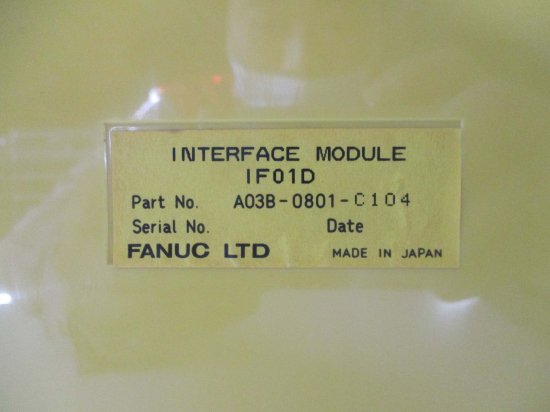 INTERFACE MODULE
IF01D
Part No. A03B-0801-C104
Serial No. Date
FANUC LTD MADE IN JAPAN